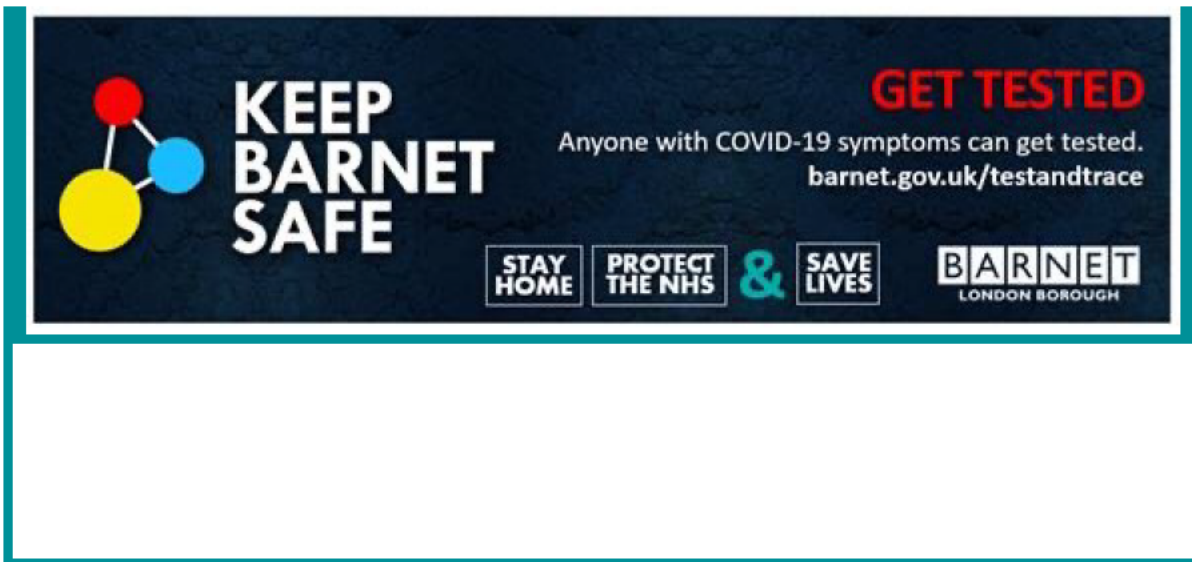 KEEP
BARNET
SAFE
GET TESTED
Anyone with COVID-19 symptoms can get tested.
barnet.gov.uk/testandtrace
STAY
HOME
PROTECT
THE NHS
&
SAVE
LIVES
BARNET
LONDON BOROUGH